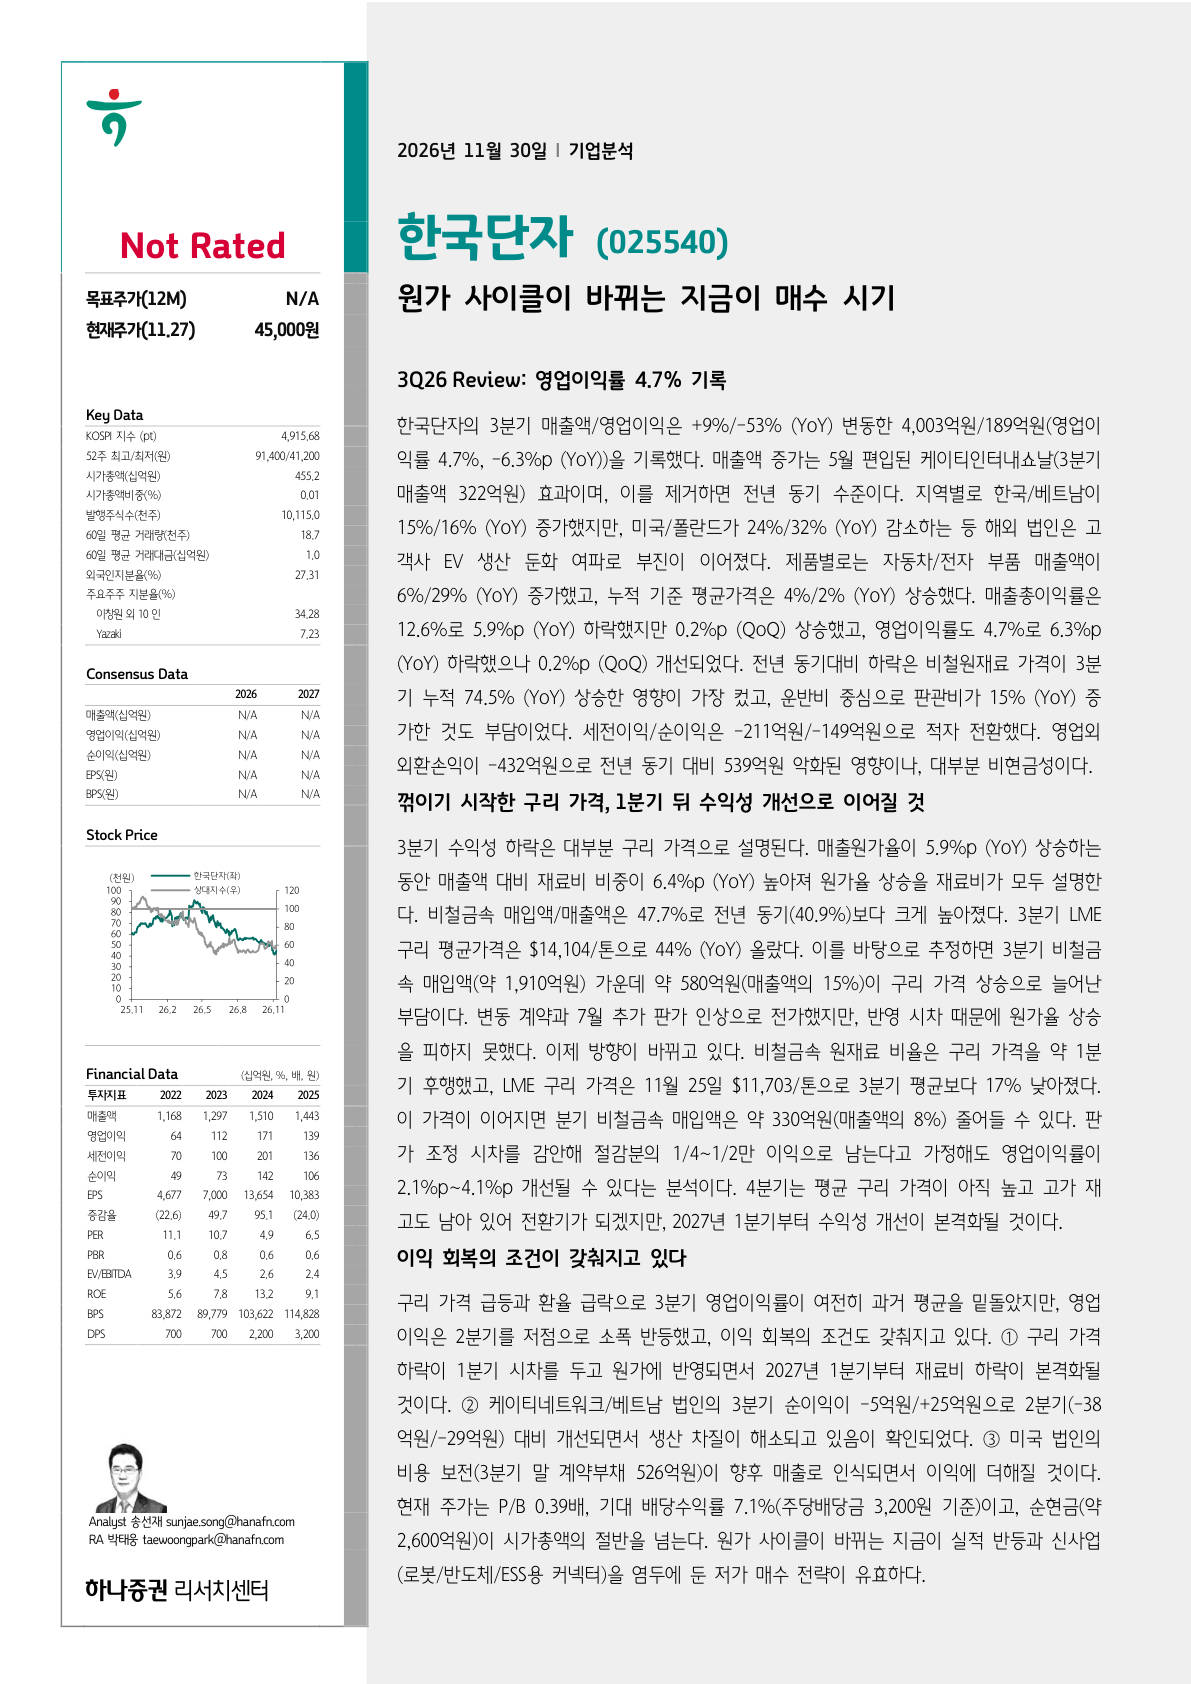 Not Rated
목표주가(12M) N/A
현재주가(11.27) 45,000원
Key Data
KOSPI 지수 (pt) 4,915.68
52주 최고/최저(원) 91,400/41,200
시가총액(십억원) 455.2
시가총액비중(%) 0.01
발행주식수(천주) 10,115.0
60일 평균 거래량(천주) 18.7
60일 평균 거래대금(십억원) 1.0
외국인지분율(%) 27.31
주요주주 지분율(%)
이창원 외 10 인 34.28
Yazaki 7.23
Consensus Data
2026 2027
매출액(십억원) N/A N/A
영업이익(십억원) N/A N/A
순이익(십억원) N/A N/A
EPS(원) N/A N/A
BPS(원) N/A N/A
Stock Price
(천원) 한국단자(좌)
상대지수(우)
100 90 80 70 60 50 40 30 20 10 0
120 100 80 60 40 20 0
25.11 26.2 26.5 26.8 26.11
Financial Data (십억원, %, 배, 원)
투자지표 2022 2023 2024 2025
매출액 1,168 1,297 1,510 1,443
영업이익 64 112 171 139
세전이익 70 100 201 136
순이익 49 73 142 106
EPS 4,677 7,000 13,654 10,383
증감율 (22.6) 49.7 95.1 (24.0)
PER 11.1 10.7 4.9 6.5
PBR 0.6 0.8 0.6 0.6
EV/EBITDA 3.9 4.5 2.6 2.4
ROE 5.6 7.8 13.2 9.1
BPS 83,872 89,779 103,622 114,828
DPS 700 700 2,200 3,200
Analyst 송선재 sunjae.song@hanafn.com
RA 박태웅 taewoongpark@hanafn.com
하나증권 리서치센터
2026년 11월 30일 | 기업분석
한국단자 (025540)
원가 사이클이 바뀌는 지금이 매수 시기
3Q26 Review: 영업이익률 4.7% 기록
한국단자의 3분기 매출액/영업이익은 +9%/-53% (YoY) 변동한 4,003억원/189억원(영업이
익률 4.7%, -6.3%p (YoY))을 기록했다. 매출액 증가는 5월 편입된 케이티인터내쇼날(3분기
매출액 322억원) 효과이며, 이를 제거하면 전년 동기 수준이다. 지역별로 한국/베트남이
15%/16% (YoY) 증가했지만, 미국/폴란드가 24%/32% (YoY) 감소하는 등 해외 법인은 고
객사 EV 생산 둔화 여파로 부진이 이어졌다. 제품별로는 자동차/전자 부품 매출액이
6%/29% (YoY) 증가했고, 누적 기준 평균가격은 4%/2% (YoY) 상승했다. 매출총이익률은
12.6%로 5.9%p (YoY) 하락했지만 0.2%p (QoQ) 상승했고, 영업이익률도 4.7%로 6.3%p
(YoY) 하락했으나 0.2%p (QoQ) 개선되었다. 전년 동기대비 하락은 비철원재료 가격이 3분
기 누적 74.5% (YoY) 상승한 영향이 가장 컸고, 운반비 중심으로 판관비가 15% (YoY) 증
가한 것도 부담이었다. 세전이익/순이익은 -211억원/-149억원으로 적자 전환했다. 영업외
외환손익이 -432억원으로 전년 동기 대비 539억원 악화된 영향이나, 대부분 비현금성이다.
꺾이기 시작한 구리 가격, 1분기 뒤 수익성 개선으로 이어질 것
3분기 수익성 하락은 대부분 구리 가격으로 설명된다. 매출원가율이 5.9%p (YoY) 상승하는
동안 매출액 대비 재료비 비중이 6.4%p (YoY) 높아져 원가율 상승을 재료비가 모두 설명한
다. 비철금속 매입액/매출액은 47.7%로 전년 동기(40.9%)보다 크게 높아졌다. 3분기 LME
구리 평균가격은 $14,104/톤으로 44% (YoY) 올랐다. 이를 바탕으로 추정하면 3분기 비철금
속 매입액(약 1,910억원) 가운데 약 580억원(매출액의 15%)이 구리 가격 상승으로 늘어난
부담이다. 변동 계약과 7월 추가 판가 인상으로 전가했지만, 반영 시차 때문에 원가율 상승
을 피하지 못했다. 이제 방향이 바뀌고 있다. 비철금속 원재료 비율은 구리 가격을 약 1분
기 후행했고, LME 구리 가격은 11월 25일 $11,703/톤으로 3분기 평균보다 17% 낮아졌다.
이 가격이 이어지면 분기 비철금속 매입액은 약 330억원(매출액의 8%) 줄어들 수 있다. 판
가 조정 시차를 감안해 절감분의 1/4~1/2만 이익으로 남는다고 가정해도 영업이익률이
2.1%p~4.1%p 개선될 수 있다는 분석이다. 4분기는 평균 구리 가격이 아직 높고 고가 재
고도 남아 있어 전환기가 되겠지만, 2027년 1분기부터 수익성 개선이 본격화될 것이다.
이익 회복의 조건이 갖춰지고 있다
구리 가격 급등과 환율 급락으로 3분기 영업이익률이 여전히 과거 평균을 밑돌았지만, 영업
이익은 2분기를 저점으로 소폭 반등했고, 이익 회복의 조건도 갖춰지고 있다. ① 구리 가격
하락이 1분기 시차를 두고 원가에 반영되면서 2027년 1분기부터 재료비 하락이 본격화될
것이다. ② 케이티네트워크/베트남 법인의 3분기 순이익이 -5억원/+25억원으로 2분기(-38
억원/-29억원) 대비 개선되면서 생산 차질이 해소되고 있음이 확인되었다. ③ 미국 법인의
비용 보전(3분기 말 계약부채 526억원)이 향후 매출로 인식되면서 이익에 더해질 것이다.
현재 주가는 P/B 0.39배, 기대 배당수익률 7.1%(주당배당금 3,200원 기준)이고, 순현금(약
2,600억원)이 시가총액의 절반을 넘는다. 원가 사이클이 바뀌는 지금이 실적 반등과 신사업
(로봇/반도체/ESS용 커넥터)을 염두에 둔 저가 매수 전략이 유효하다.